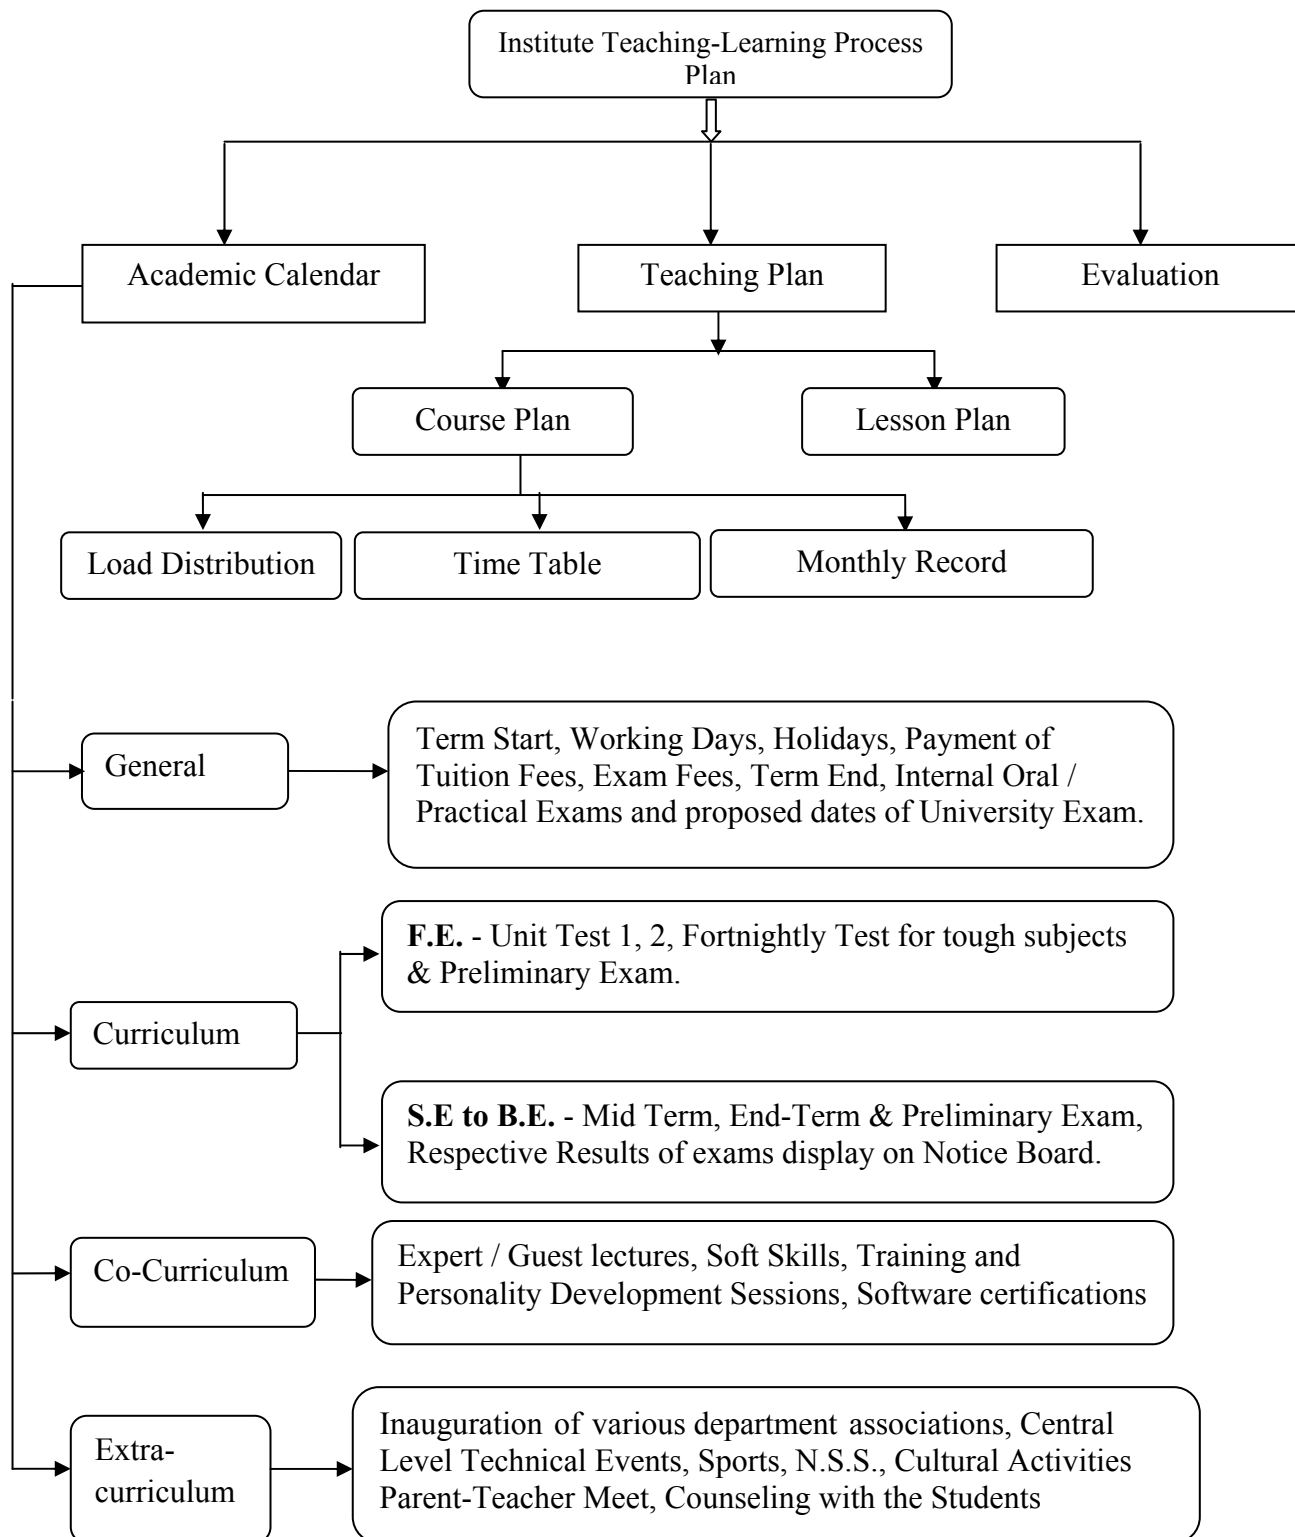 Institute Teaching-Learning Process
Plan
Academic Calendar
Teaching Plan
Evaluation
Course Plan
Lesson Plan
Load Distribution
Time Table
Monthly Record
General
Term Start, Working Days, Holidays, Payment of
Tuition Fees, Exam Fees, Term End, Internal Oral /
Practical Exams and proposed dates of University Exam.
F.E. - Unit Test 1, 2, Fortnightly Test for tough subjects
& Preliminary Exam.
Curriculum
S.E to B.E. - Mid Term, End-Term & Preliminary Exam,
Respective Results of exams display on Notice Board.
Co-Curriculum
Expert / Guest lectures, Soft Skills, Training and
Personality Development Sessions, Software certifications
Extra-
curriculum
Inauguration of various department associations, Central
Level Technical Events, Sports, N.S.S., Cultural Activities
Parent-Teacher Meet, Counseling with the Students